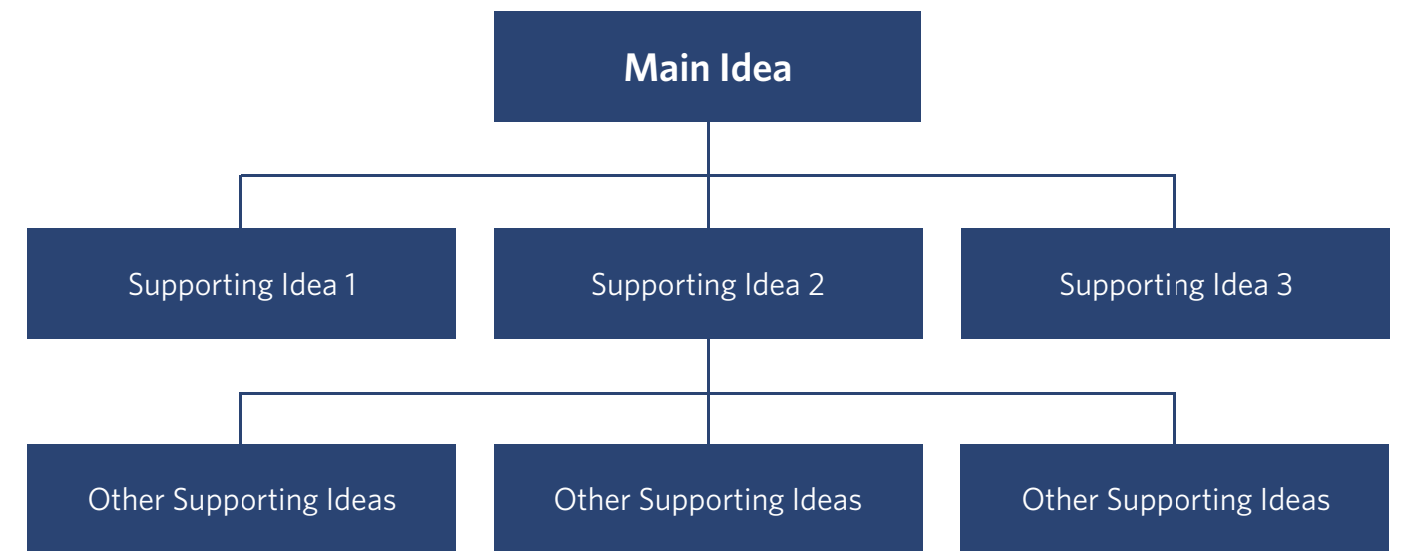 Main Idea
Supporting Idea 1
Supporting Idea 2
Supporting Idea 3
Other Supporting Ideas
Other Supporting Ideas
Other Supporting Ideas